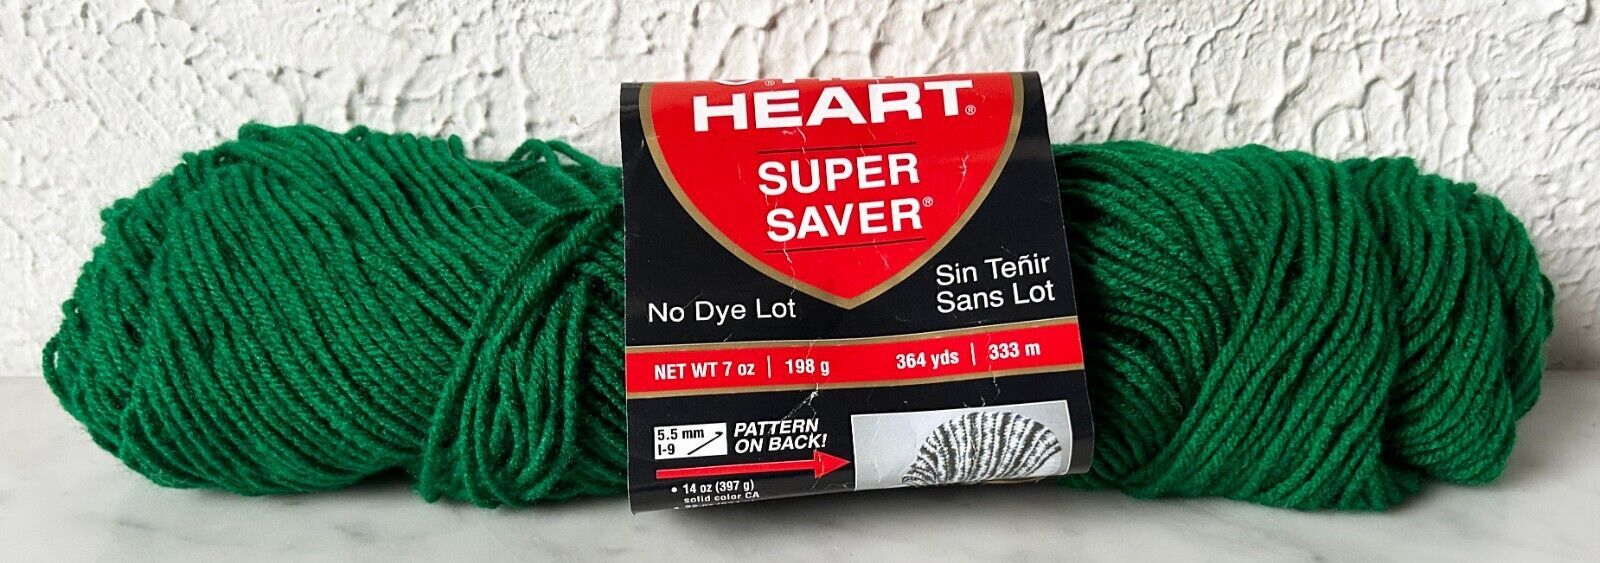 HEART®
SUPER
SAVER®
No Dye Lot
Sin Teñir
Sans Lot
NET WT 7 oz | 198 g 364 yds | 333 m
5.5 mm
I-9
PATTERN
ON BACK!
• 14 oz (397 g)
solid color CA